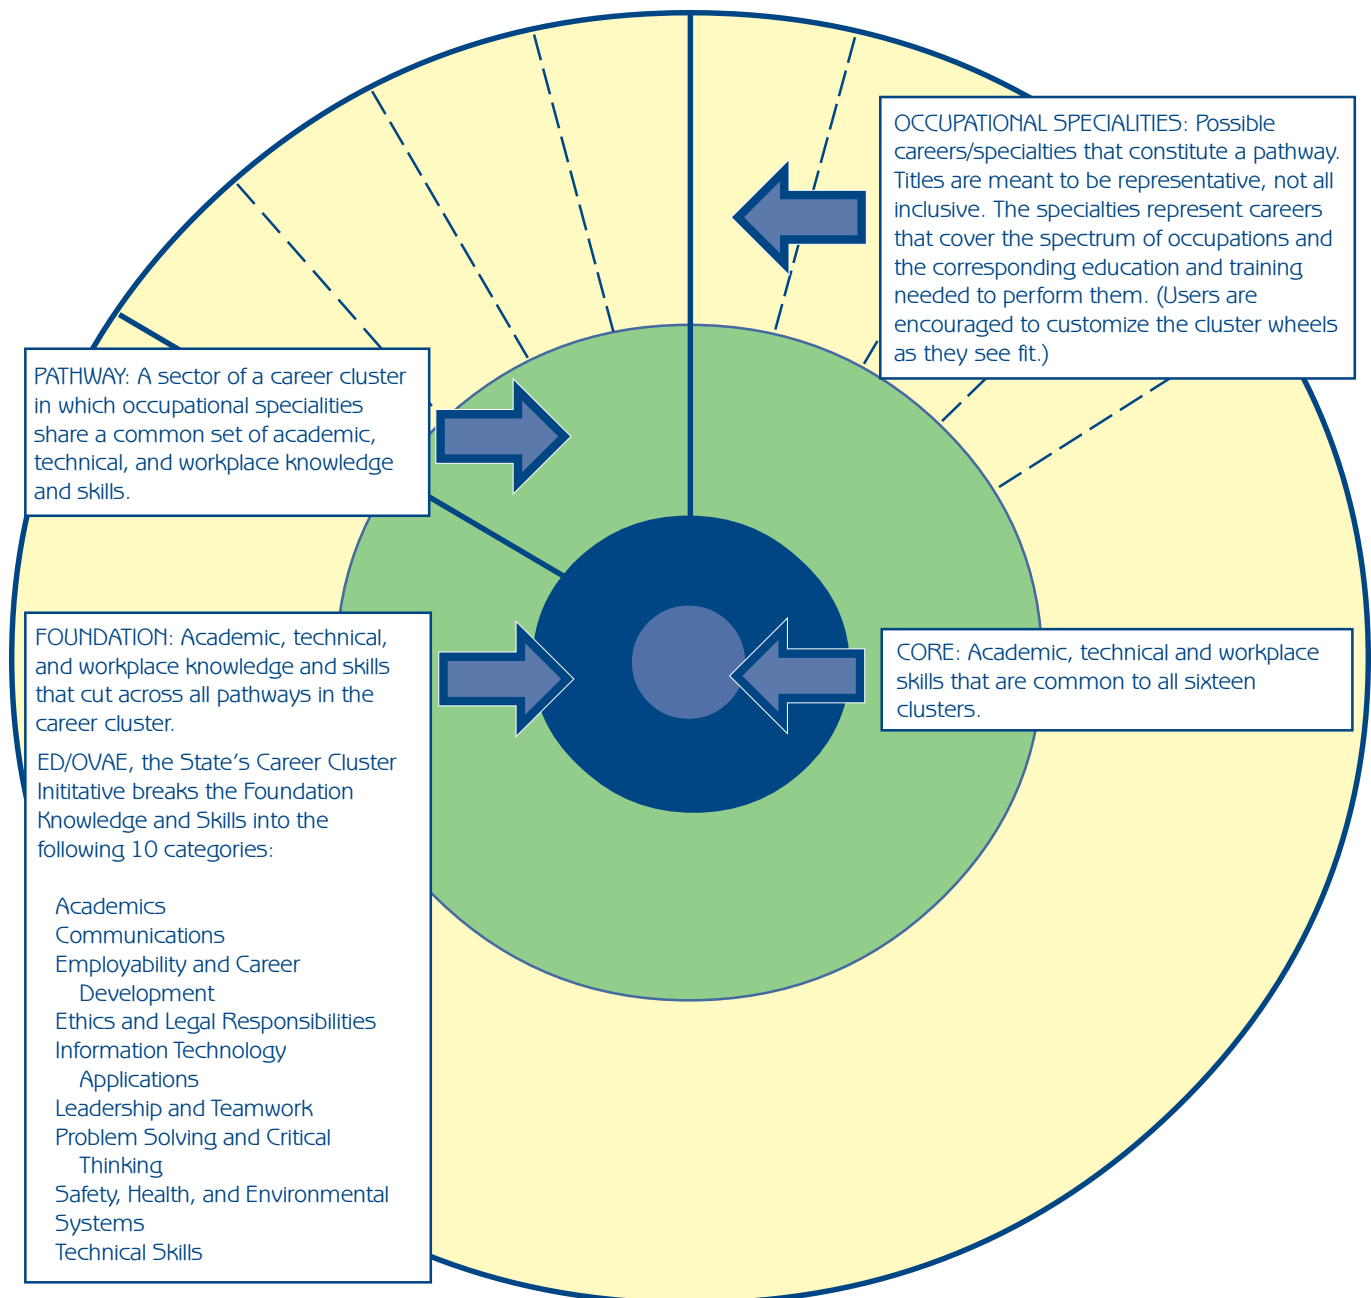 OCCUPATIONAL SPECIALITIES: Possible
careers/specialties that constitute a pathway.
Titles are meant to be representative, not all
inclusive. The specialties represent careers
that cover the spectrum of occupations and
the corresponding education and training
needed to perform them. (Users are
encouraged to customize the cluster wheels
as they see fit.)
PATHWAY: A sector of a career cluster
in which occupational specialities
share a common set of academic,
technical, and workplace knowledge
and skills.
FOUNDATION: Academic, technical,
and workplace knowledge and skills
that cut across all pathways in the
career cluster.
ED/OVAE, the State's Career Cluster
Inititative breaks the Foundation
Knowledge and Skills into the
following 10 categories:
Academics
Communications
Employability and Career
Development
Ethics and Legal Responsibilities
Information Technology
Applications
Leadership and Teamwork
Problem Solving and Critical
Thinking
Safety, Health, and Environmental
Systems
Technical Skills
CORE: Academic, technical and workplace
skills that are common to all sixteen
clusters.